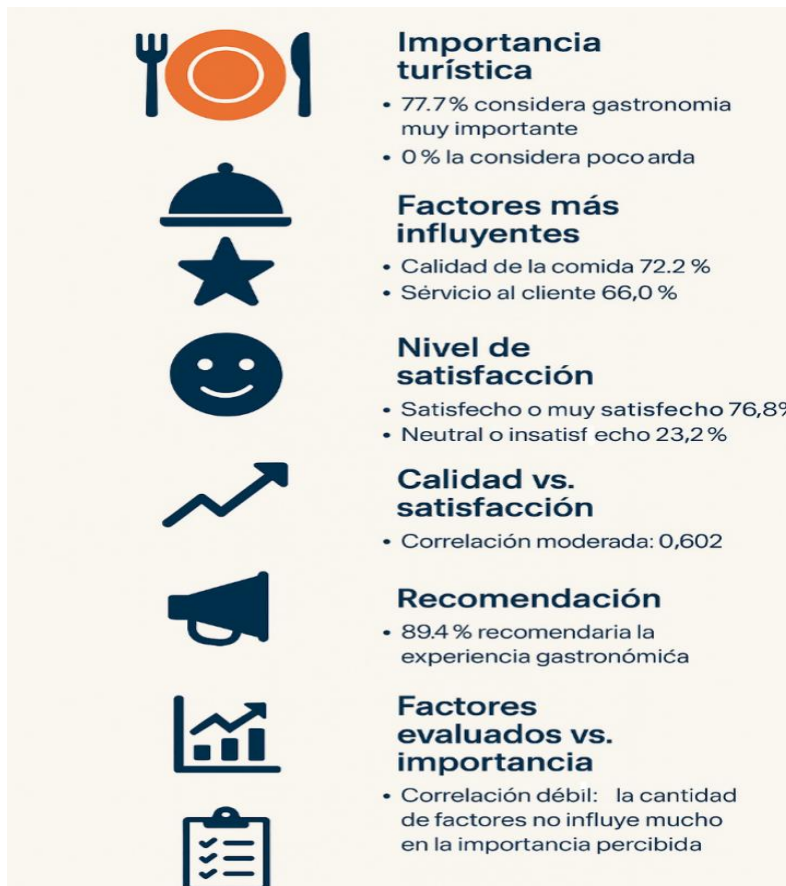 Importancia
turística
• 77.7% considera gastronomia
muy importante
• 0% la considera poco arda
Factores más
influyentes
• Calidad de la comida 72.2%
• Sérvicio al cliente 66,0%
Nivel de
satisfacción
• Satisfecho o muy satisfecho 76,8%
• Neutral o insatisf echo 23,2%
Calidad vs.
satisfacción
• Correlación moderada: 0,602
Recomendación
• 89.4% recomendaria la
experiencia gastronómića
Factores
evaluados vs.
importancia
• Correlación débil: la cantidad
de factores no influye mucho
en la importancia percibida